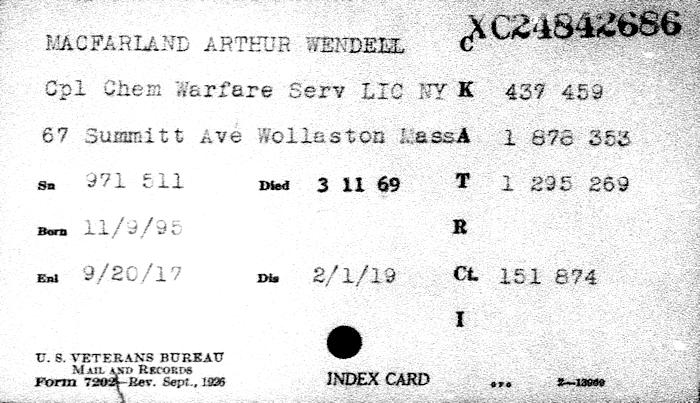 XC24842686
MACFARLAND ARTHUR WENDELL C
Cpl Chem Warfare Serv LIC NY K 437 459
67 Summitt Ave Wollaston Mass A 1 878 353
Sn 971 511 Died 3 11 69 T 1 295 269
Born 11/9/95 R
Enl 9/20/17 Dis 2/1/19 Ct. 151 874
I
U. S. VETERANS BUREAU
MAIL AND RECORDS
Form 7202—Rev. Sept., 1926 INDEX CARD